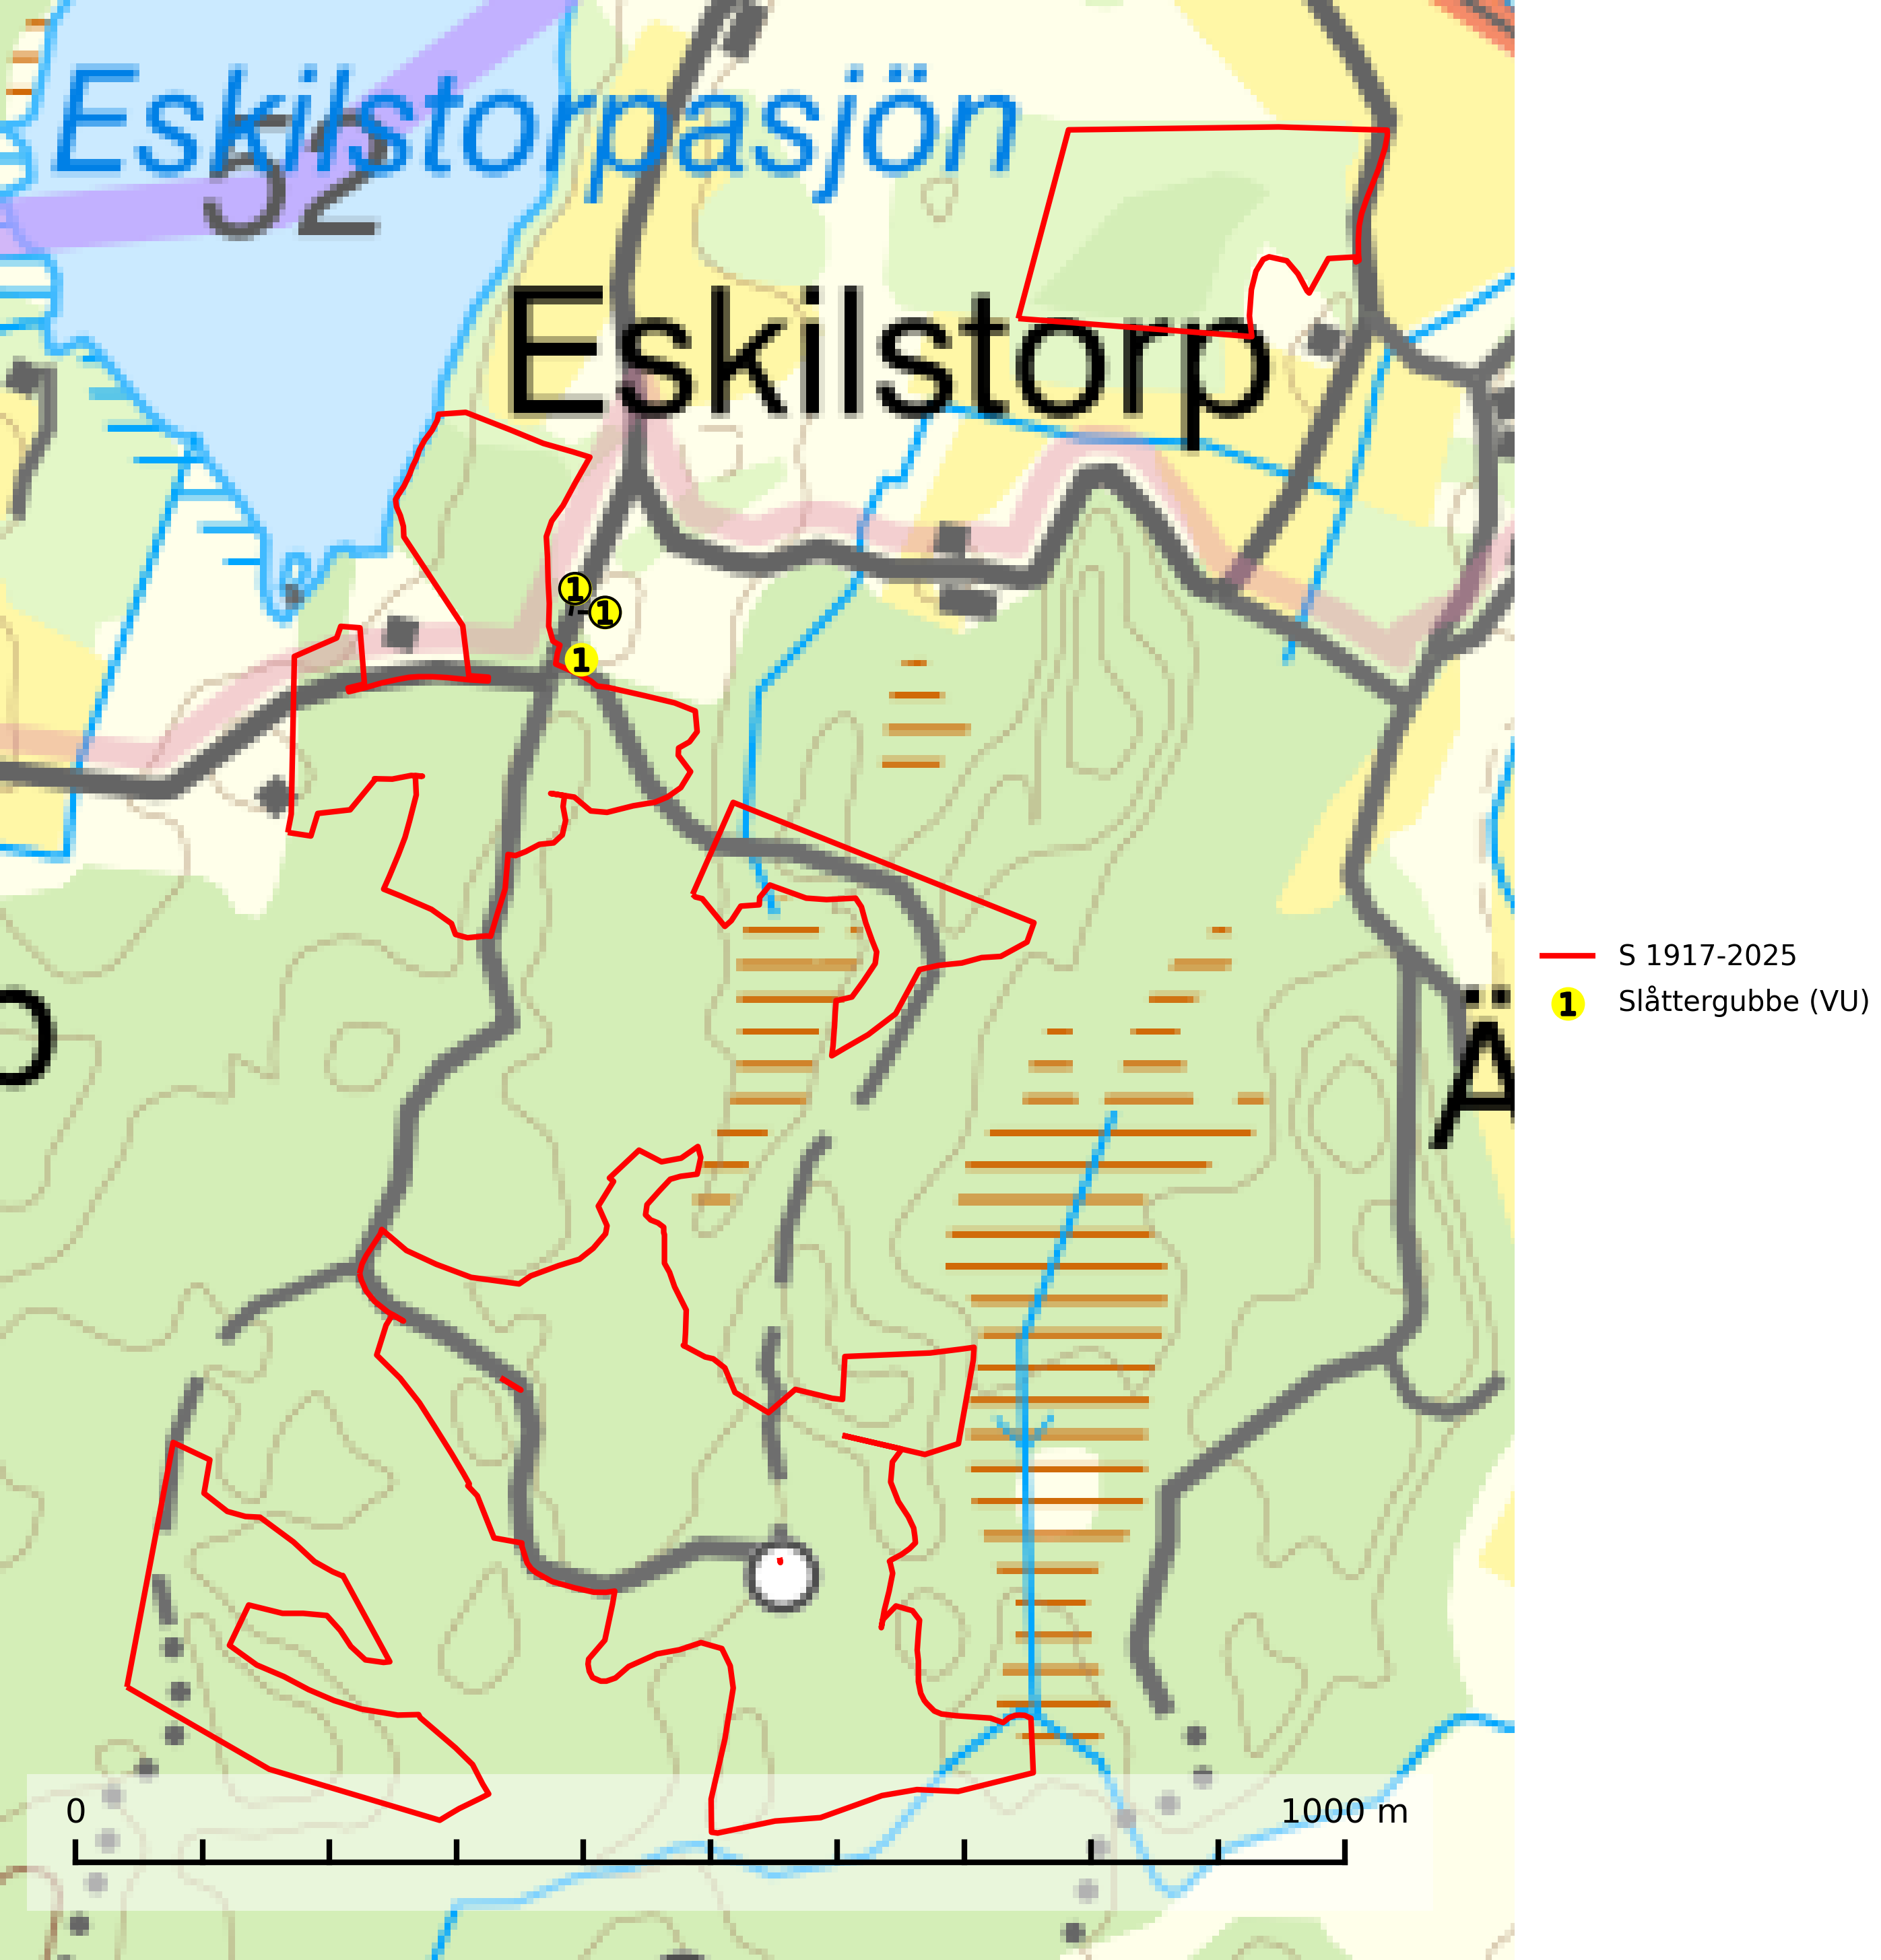 Eskilstorpasjön
52
Eskilstorp
1
1
1
S 1917-2025
1 Slåttergubbe (VU)
0 1000 m